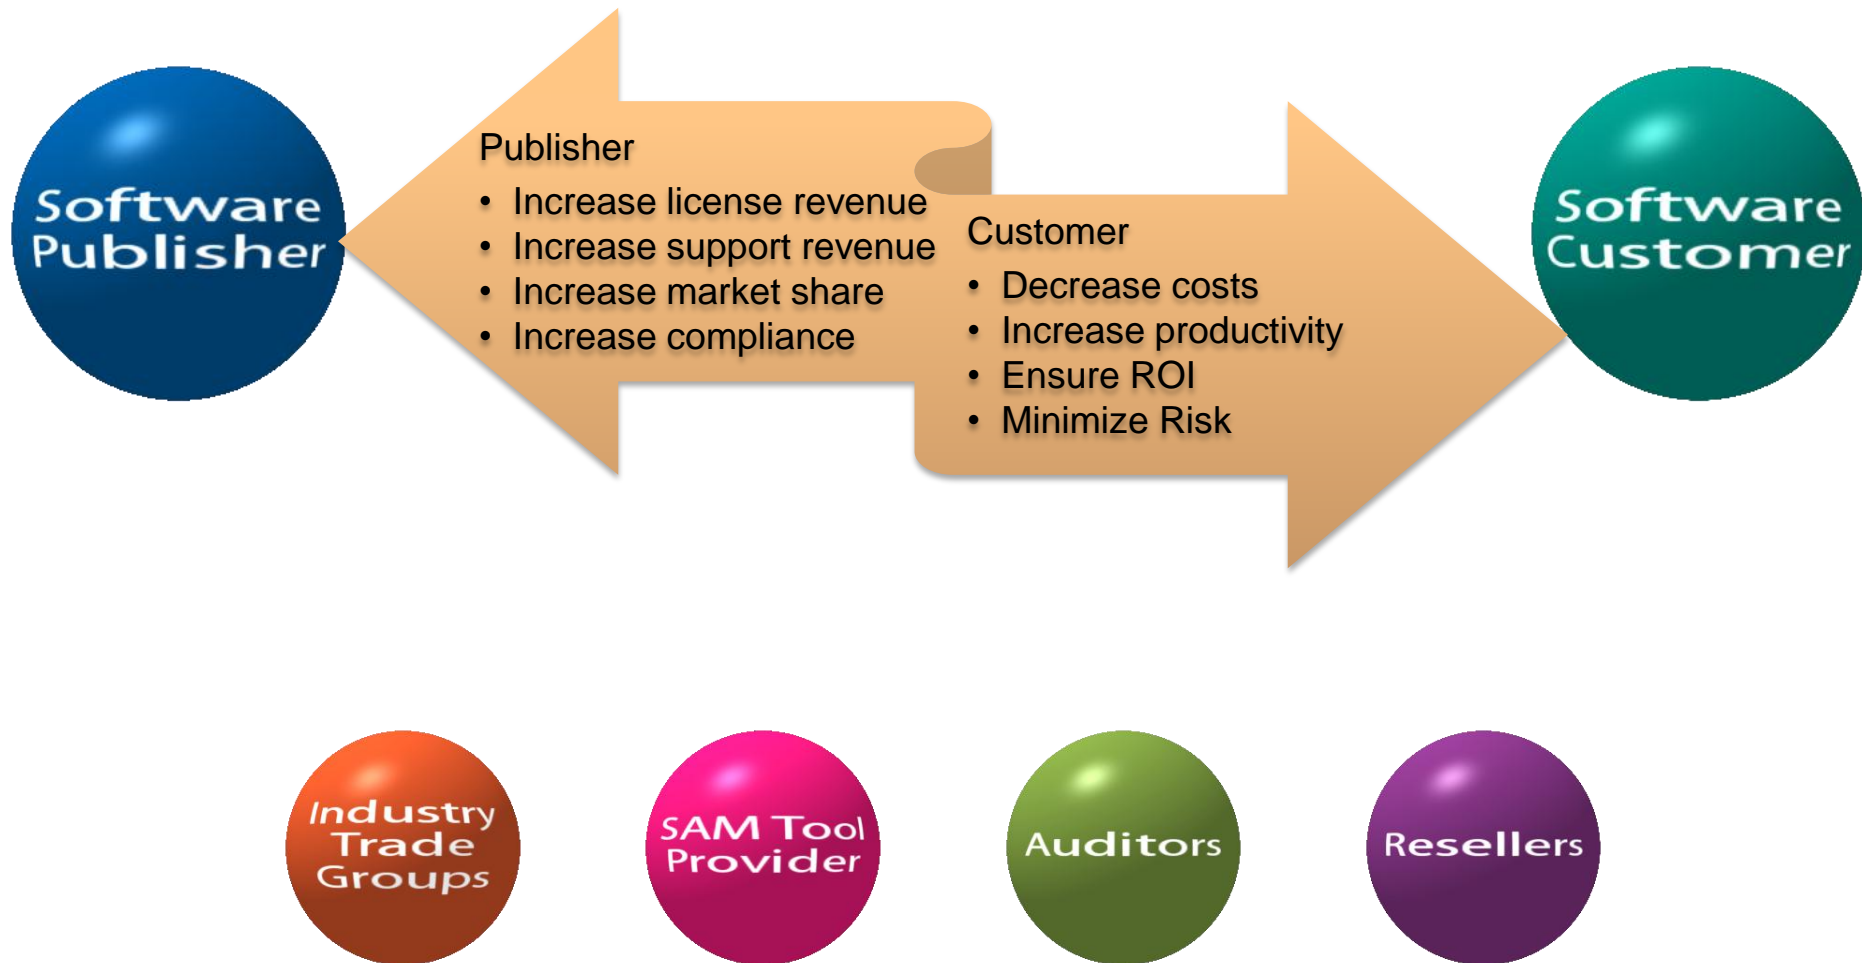 Software
Publisher
Publisher
• Increase license revenue
• Increase support revenue
• Increase market share
• Increase compliance
Customer
• Decrease costs
• Increase productivity
• Ensure ROI
• Minimize Risk
Software
Customer
Industry
Trade
Groups
SAM Tool
Provider
Auditors
Resellers